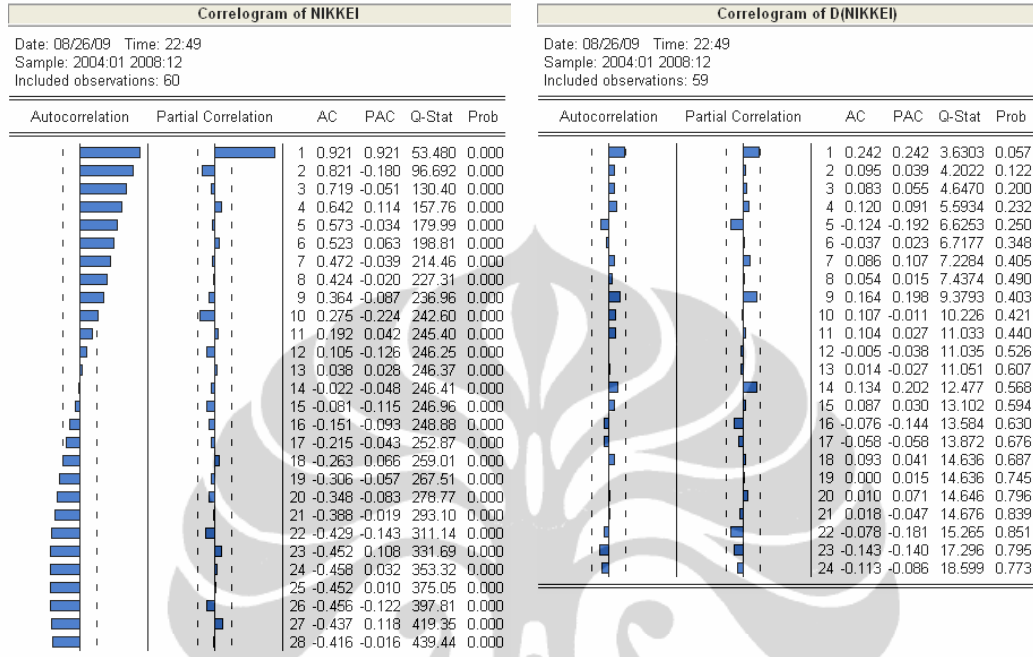 Correlogram of NIKKEI
Date: 08/26/09 Time: 22:49
Sample: 2004:01 2008:12
Included observations: 60
Autocorrelation Partial Correlation AC PAC Q-Stat Prob
1 0.921 0.921 53.480 0.000
2 0.821 -0.180 96.692 0.000
3 0.719 -0.051 130.40 0.000
4 0.642 0.114 157.76 0.000
5 0.573 -0.034 179.99 0.000
6 0.523 0.063 198.81 0.000
7 0.472 -0.039 214.46 0.000
8 0.424 -0.020 227.31 0.000
9 0.364 -0.087 236.96 0.000
10 0.275 -0.224 242.60 0.000
11 0.192 0.042 245.40 0.000
12 0.105 -0.126 246.25 0.000
13 0.038 0.028 246.37 0.000
14 -0.022 -0.048 246.41 0.000
15 -0.081 -0.115 246.96 0.000
16 -0.151 -0.093 248.88 0.000
17 -0.215 -0.043 252.87 0.000
18 -0.263 0.066 259.01 0.000
19 -0.306 -0.057 267.51 0.000
20 -0.348 -0.083 278.77 0.000
21 -0.388 -0.019 293.10 0.000
22 -0.429 -0.143 311.14 0.000
23 -0.452 0.108 331.69 0.000
24 -0.458 0.032 353.32 0.000
25 -0.452 0.010 375.05 0.000
26 -0.456 -0.122 397.81 0.000
27 -0.437 0.118 419.35 0.000
28 -0.416 -0.016 439.44 0.000
Correlogram of D(NIKKEI)
Date: 08/26/09 Time: 22:49
Sample: 2004:01 2008:12
Included observations: 59
Autocorrelation Partial Correlation AC PAC Q-Stat Prob
1 0.242 0.242 3.6303 0.057
2 0.095 0.039 4.2022 0.122
3 0.083 0.055 4.6470 0.200
4 0.120 0.091 5.5934 0.232
5 -0.124 -0.192 6.6253 0.250
6 -0.037 0.023 6.7177 0.348
7 0.086 0.107 7.2284 0.405
8 0.054 0.015 7.4374 0.490
9 0.164 0.198 9.3793 0.403
10 0.107 -0.011 10.226 0.421
11 0.104 0.027 11.033 0.440
12 -0.005 -0.038 11.035 0.526
13 0.014 -0.027 11.051 0.607
14 0.134 0.202 12.477 0.568
15 0.087 0.030 13.102 0.594
16 -0.076 -0.144 13.584 0.630
17 -0.058 -0.058 13.872 0.676
18 0.093 0.041 14.636 0.687
19 0.000 0.015 14.636 0.745
20 0.010 0.071 14.646 0.796
21 0.018 -0.047 14.676 0.839
22 -0.078 -0.181 15.265 0.851
23 -0.143 -0.140 17.296 0.795
24 -0.113 -0.086 18.599 0.773